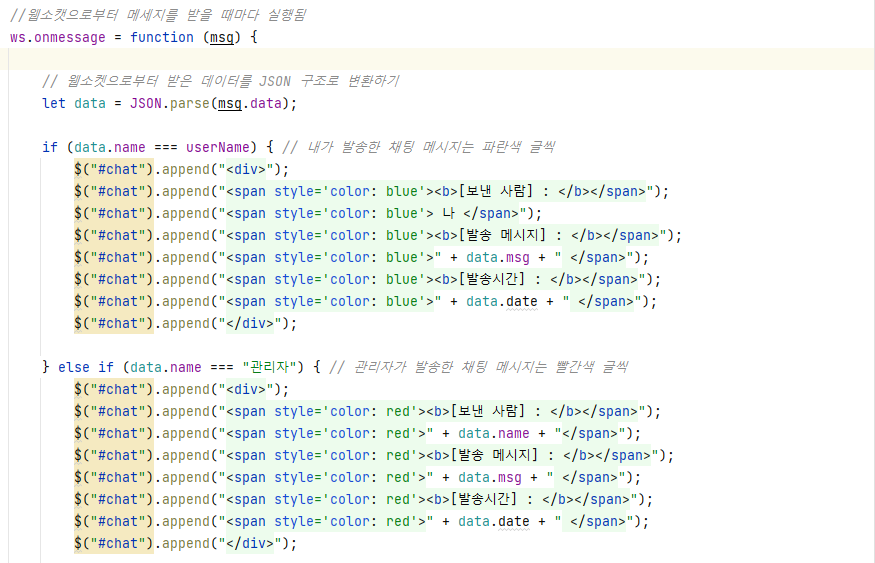 //웹소캣으로부터 메세지를 받을 때마다 실행됨
ws.onmessage = function (msq) {
// 웹소켓으로부터 받은 데이터를 JSON 구조로 변환하기
let data = JSON.parse(msq.data);
if (data.name === userName) { // 내가 발송한 채팅 메시지는 파란색 글씩
$("#chat").append("<div>");
$("#chat").append("<span style='color: blue'><b>[보낸 사람] : </b></span>");
$("#chat").append("<span style='color: blue'> 나 </span>");
$("#chat").append("<span style='color: blue'><b>[발송 메시지] : </b></span>");
$("#chat").append("<span style='color: blue'>" + data.msg + " </span>");
$("#chat").append("<span style='color: blue'><b>[발송시간] : </b></span>");
$("#chat").append("<span style='color: blue'>" + data.date + " </span>");
$("#chat").append("</div>");
} else if (data.name === "관리자") { // 관리자가 발송한 채팅 메시지는 빨간색 글씩
$("#chat").append("<div>");
$("#chat").append("<span style='color: red'><b>[보낸 사람] : </b></span>");
$("#chat").append("<span style='color: red'>" + data.name + "</span>");
$("#chat").append("<span style='color: red'><b>[발송 메시지] : </b></span>");
$("#chat").append("<span style='color: red'>" + data.msg + " </span>");
$("#chat").append("<span style='color: red'><b>[발송시간] : </b></span>");
$("#chat").append("<span style='color: red'>" + data.date + " </span>");
$("#chat").append("</div>");